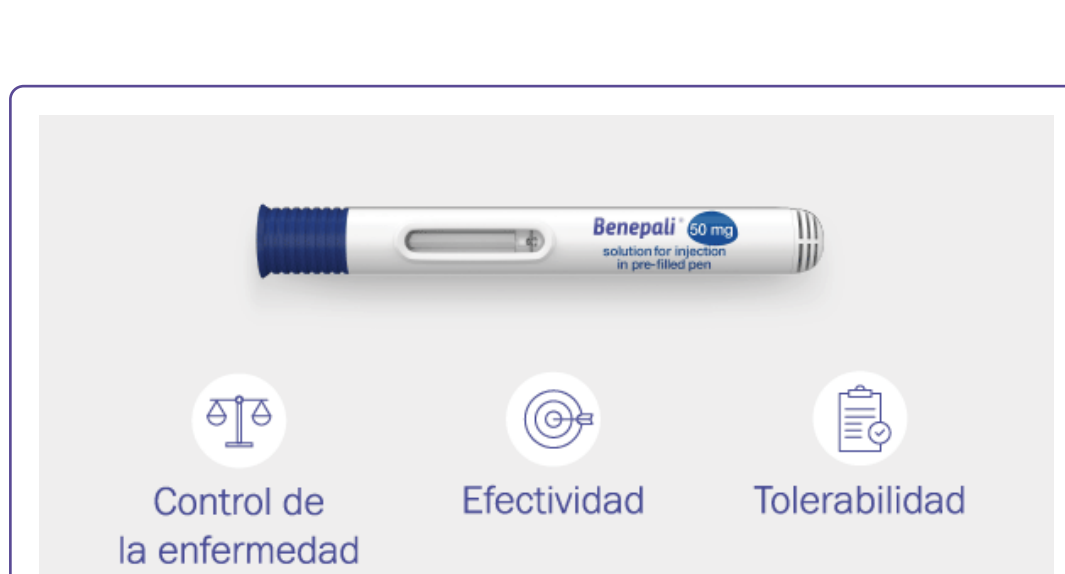 Benepali® 50 mg
solution for injection
in pre-filled pen
Control de
la enfermedad
Efectividad
Tolerabilidad